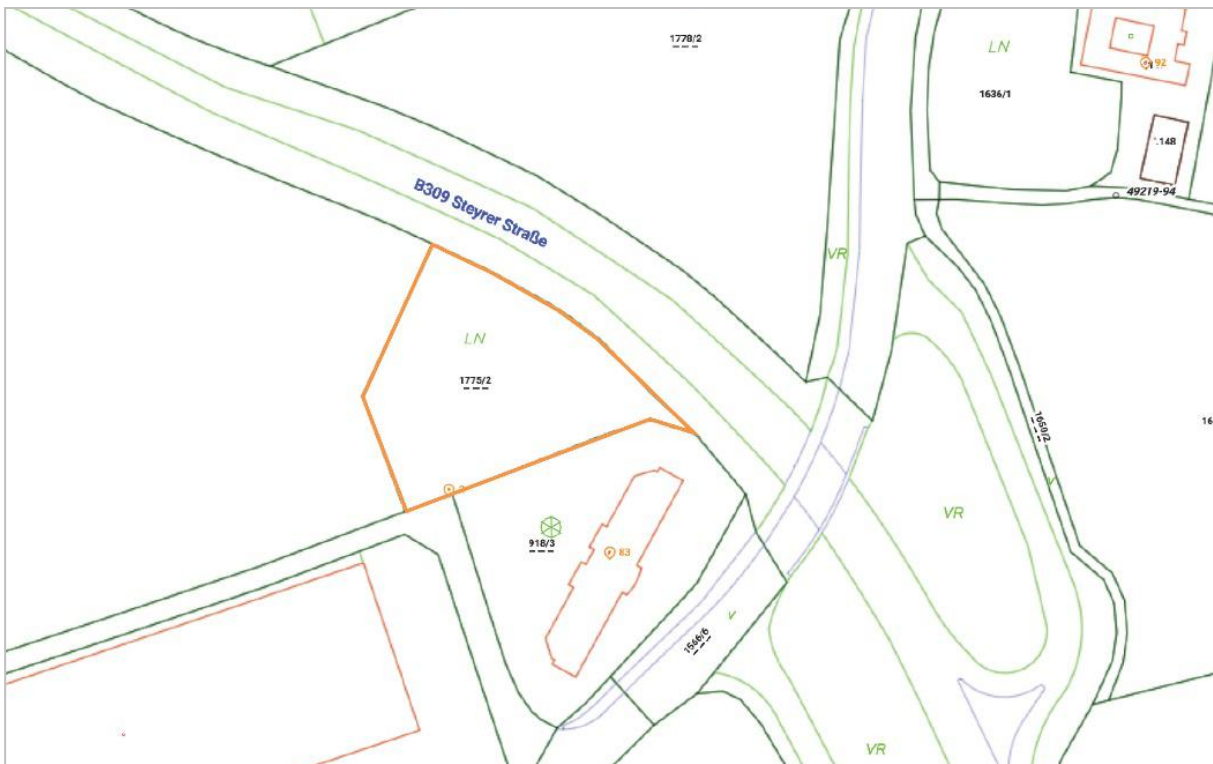 1778/2
LN
92
1636/1
.148
49219-94
B309 Steyrer Straße
VR
LN
1775/2
1650/2
16
v
VR
918/3
83
v
1566/6
VR